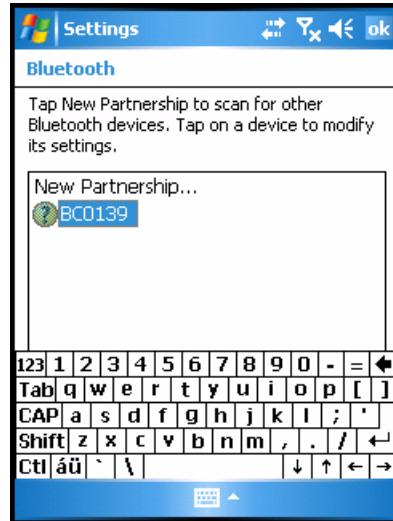 Settings ok
Bluetooth
Tap New Partnership to scan for other
Bluetooth devices. Tap on a device to modify
its settings.
New Partnership...
? BC0139
123 1 2 3 4 5 6 7 8 9 0 - = 🡄
Tab q w e r t y u i o p [ ]
CAP a s d f g h j k l ; '
Shift z x c v b n m , . / ↵
Ctl áü ` \ ↓ ↑ ← →